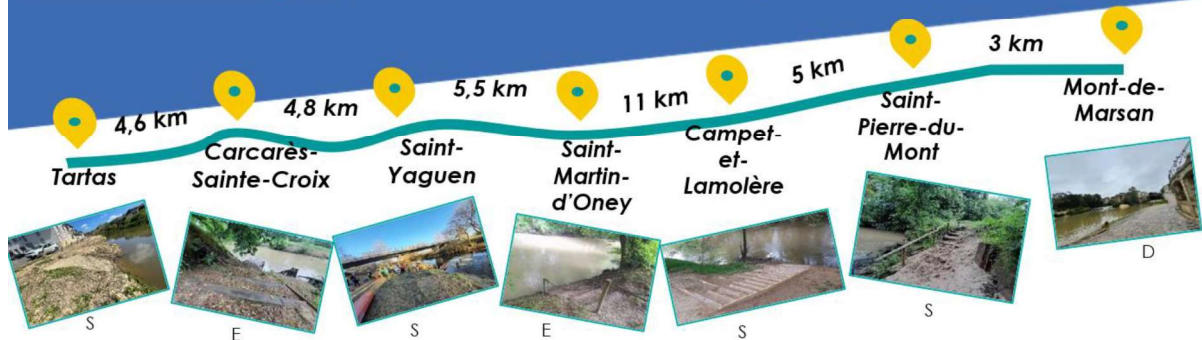 4,6 km
4,8 km
5,5 km
11 km
5 km
3 km
Tartas
Carcarès-
Sainte-Croix
Saint-
Yaguen
Saint-
Martin-
d'Oney
Campet-
et-
Lamolère
Saint-
Pierre-du-
Mont
Mont-de-
Marsan
S
E
S
E
S
S
D